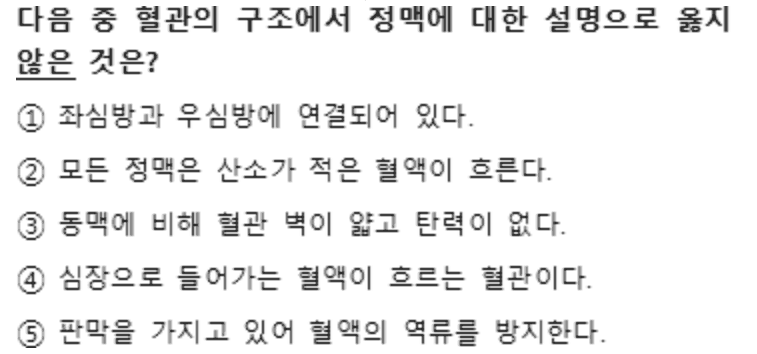 다음 중 혈관의 구조에서 정맥에 대한 설명으로 옳지
않은 것은?
① 좌심방과 우심방에 연결되어 있다.
② 모든 정맥은 산소가 적은 혈액이 흐른다.
③ 동맥에 비해 혈관 벽이 얇고 탄력이 없다.
④ 심장으로 들어가는 혈액이 흐르는 혈관이다.
⑤ 판막을 가지고 있어 혈액의 역류를 방지한다.